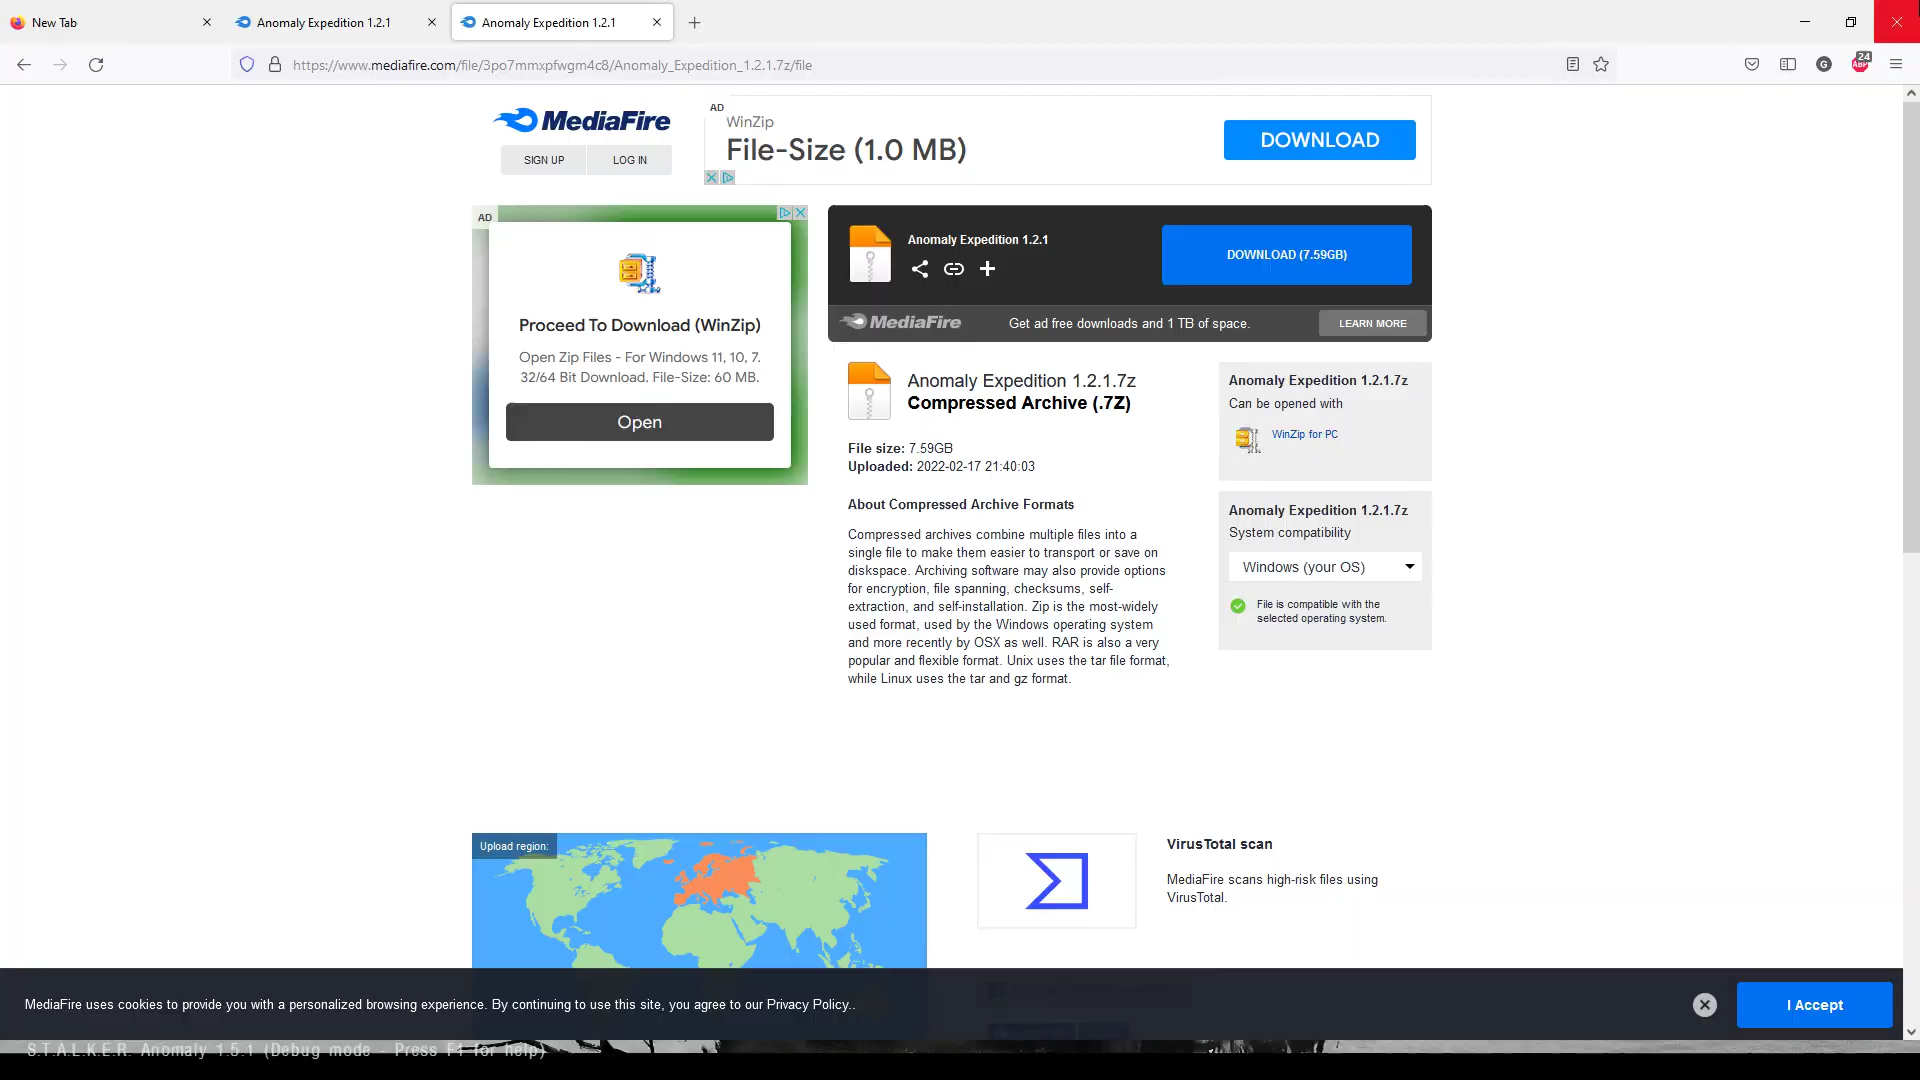 New Tab
Anomaly Expedition 1.2.1
Anomaly Expedition 1.2.1
https://www.mediafire.com/file/3po7mmxpfwgm4c8/Anomaly_Expedition_1.2.1.7z/file
G
24
ABP
MediaFire
SIGN UP
LOG IN
AD
WinZip
File-Size (1.0 MB)
DOWNLOAD
AD
Proceed To Download (WinZip)
Open Zip Files - For Windows 11, 10, 7.
32/64 Bit Download. File-Size: 60 MB.
Open
Anomaly Expedition 1.2.1
DOWNLOAD (7.59GB)
MediaFire
Get ad free downloads and 1 TB of space.
LEARN MORE
Anomaly Expedition 1.2.1.7z
Compressed Archive (.7Z)
File size: 7.59GB
Uploaded: 2022-02-17 21:40:03
About Compressed Archive Formats
Compressed archives combine multiple files into a
single file to make them easier to transport or save on
diskspace. Archiving software may also provide options
for encryption, file spanning, checksums, self-
extraction, and self-installation. Zip is the most-widely
used format, used by the Windows operating system
and more recently by OSX as well. RAR is also a very
popular and flexible format. Unix uses the tar file format,
while Linux uses the tar and gz format.
Anomaly Expedition 1.2.1.7z
Can be opened with
WinZip for PC
Anomaly Expedition 1.2.1.7z
System compatibility
Windows (your OS)
File is compatible with the
selected operating system.
Upload region:
VirusTotal scan
MediaFire scans high-risk files using
VirusTotal.
MediaFire uses cookies to provide you with a personalized browsing experience. By continuing to use this site, you agree to our Privacy Policy..
I Accept
S.T.A.L.K.E.R. Anomaly 1.5.1 (Debug mode - Press F1 for help)